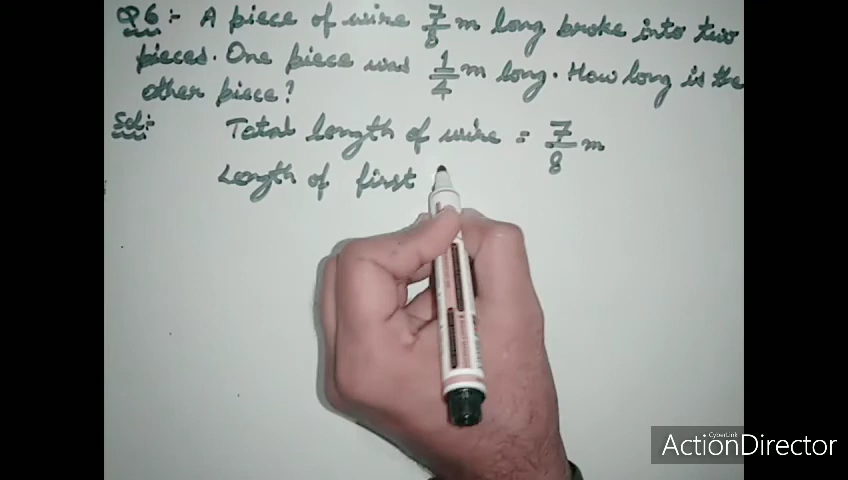 Q6:- A piece of wire 7/8 m long broke into two
pieces. One piece was 1/4 m long. How long is the
other piece?
Sol:- Total length of wire = 7/8 m
Length of first
CyberLink
ActionDirector